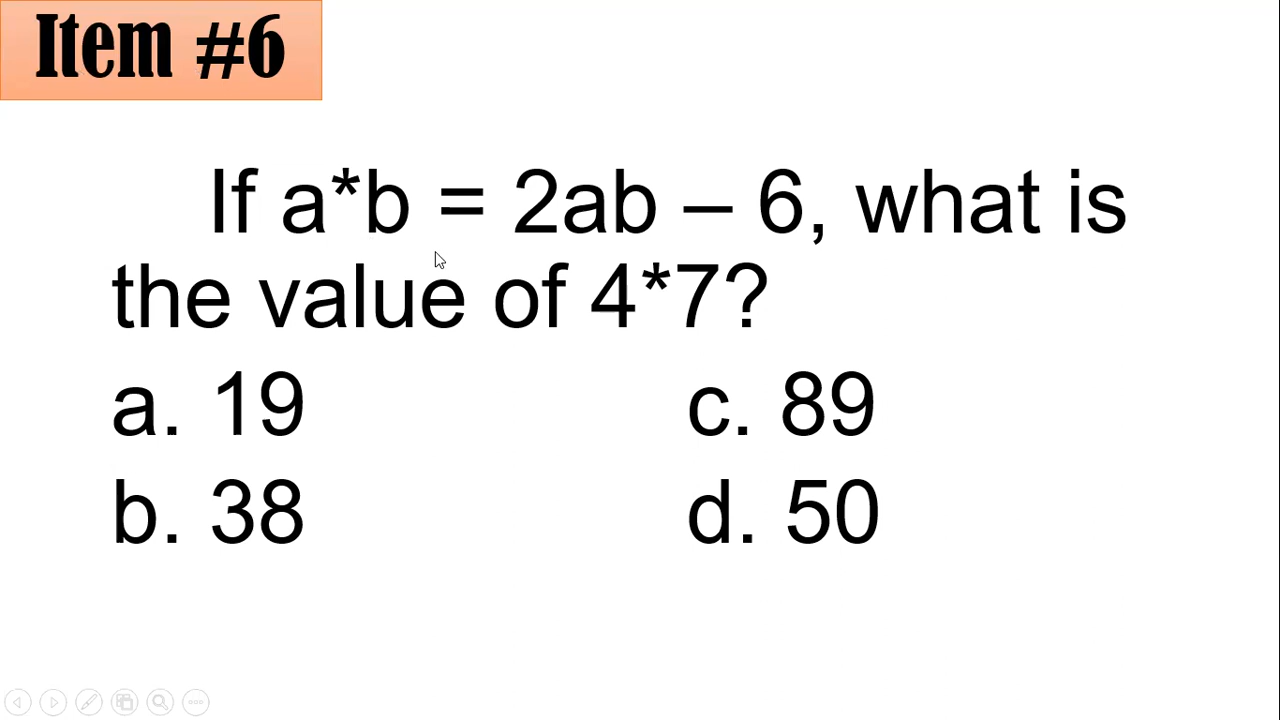 Item #6
If a*b = 2ab – 6, what is
the value of 4*7?
a. 19 c. 89
b. 38 d. 50